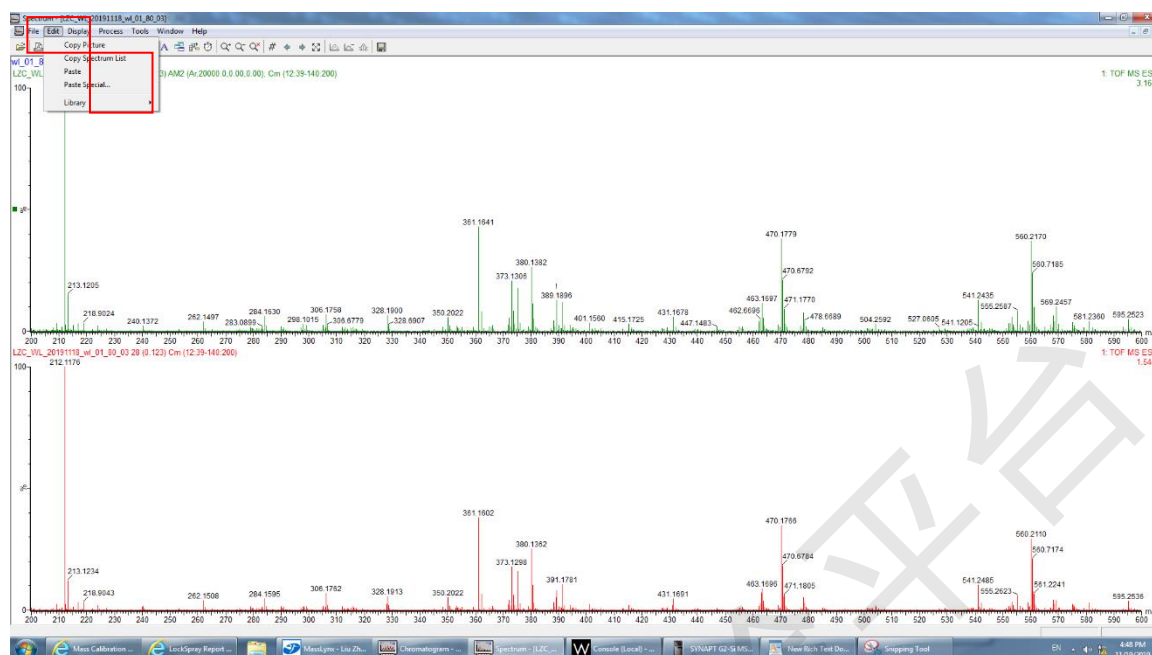 Spectrum - [LZC_WL_20191118_wl_01_80_03]
File Edit Display Process Tools Window Help
Copy Picture
Copy Spectrum List
Paste
Paste Special...
Library
wl_01_8
LZC_WL_
3) AM2 (Ar,20000.0,0.00,0.00); Cm (12:39-140:200)
1: TOF MS ES
3.16
100
%
0
213.1205
218.9024
240.1372
262.1497
283.0899
284.1630
298.1015
306.1758
306.6779
328.1900
328.6907
350.2022
361.1641
373.1306
380.1382
389.1896
!
401.1560
415.1725
431.1678
447.1483
462.6696
463.1697
470.1779
470.6792
471.1770
478.6689
504.2592
527.0605
541.1205
541.2435
555.2587
560.2170
560.7185
569.2457
581.2360
595.2523
200 210 220 230 240 250 260 270 280 290 300 310 320 330 340 350 360 370 380 390 400 410 420 430 440 450 460 470 480 490 500 510 520 530 540 550 560 570 580 590 600
LZC_WL_20191118_wl_01_80_03 28 (0.123) Cm (12:39-140:200)
1: TOF MS ES
1.54
100
%
0
212.1176
213.1234
218.9043
262.1508
284.1595
306.1762
328.1913
350.2022
361.1602
373.1298
380.1362
391.1781
431.1691
463.1696
470.1766
470.6784
471.1805
541.2485
555.2623
560.2110
560.7174
561.2241
595.2536
200 210 220 230 240 250 260 270 280 290 300 310 320 330 340 350 360 370 380 390 400 410 420 430 440 450 460 470 480 490 500 510 520 530 540 550 560 570 580 590 600
Mass Calibration ...
LockSpray Report ...
MassLynx - Liu Zh...
Chromatogram - ...
Spectrum - [LZC_...
Console (Local) - ...
SYNAPT G2-Si MS...
New Rich Text Do...
Snipping Tool
EN
4:48 PM
平台